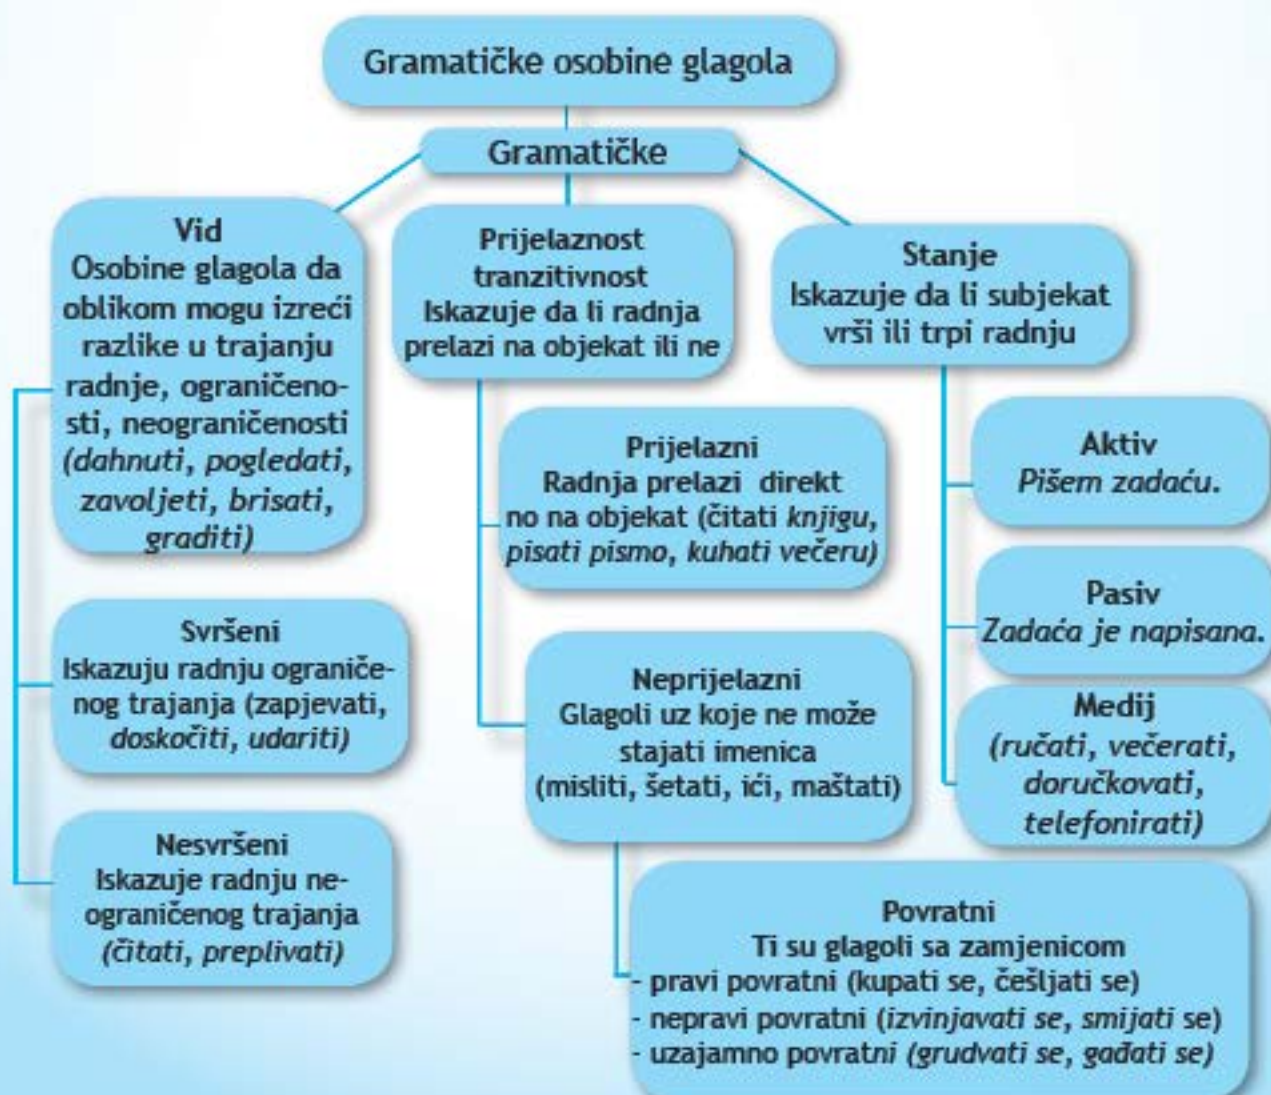 Gramatičke osobine glagola
Gramatičke
Vid
Osobine glagola da
oblikom mogu izreći
razlike u trajanju
radnje, ograničeno-
sti, neograničenosti
(dahnuti, pogledati,
zavoljeti, brisati,
graditi)
Svršeni
Iskazuju radnju ograniče-
nog trajanja (zapjevati,
doskočiti, udariti)
Nesvršeni
Iskazuje radnju ne-
ograničenog trajanja
(čitati, preplivati)
Prijelaznost
tranzitivnost
Iskazuje da li radnja
prelazi na objekat ili ne
Prijelazni
Radnja prelazi direkt
no na objekat (čitati knjigu,
pisati pismo, kuhati večeru)
Neprijelazni
Glagoli uz koje ne može
stajati imenica
(misliti, šetati, ići, maštati)
Povratni
Ti su glagoli sa zamjenicom
- pravi povratni (kupati se, češljati se)
- nepravi povratni (izvinjavati se, smijati se)
- uzajamno povratni (grudvati se, gađati se)
Stanje
Iskazuje da li subjekat
vrši ili trpi radnju
Aktiv
Pišem zadaću.
Pasiv
Zadaća je napisana.
Medij
(ručati, večerati,
doručkovati,
telefonirati)